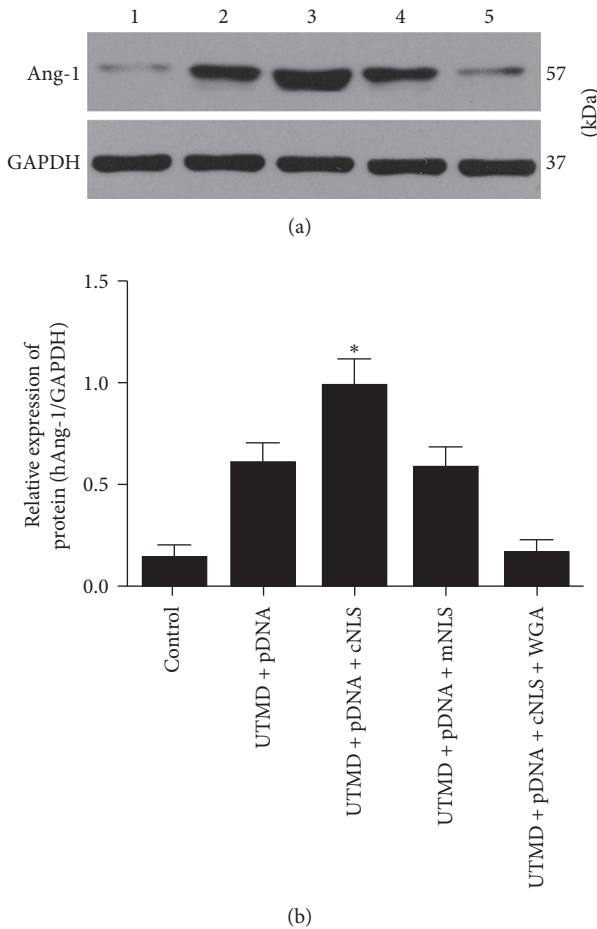 1 2 3 4 5
Ang-1 57
GAPDH 37
(kDa)
(a)
Relative expression of
protein (hAng-1/GAPDH)
1.5
1.0
0.5
0.0
*
Control
UTMD + pDNA
UTMD + pDNA + cNLS
UTMD + pDNA + mNLS
UTMD + pDNA + cNLS + WGA
(b)